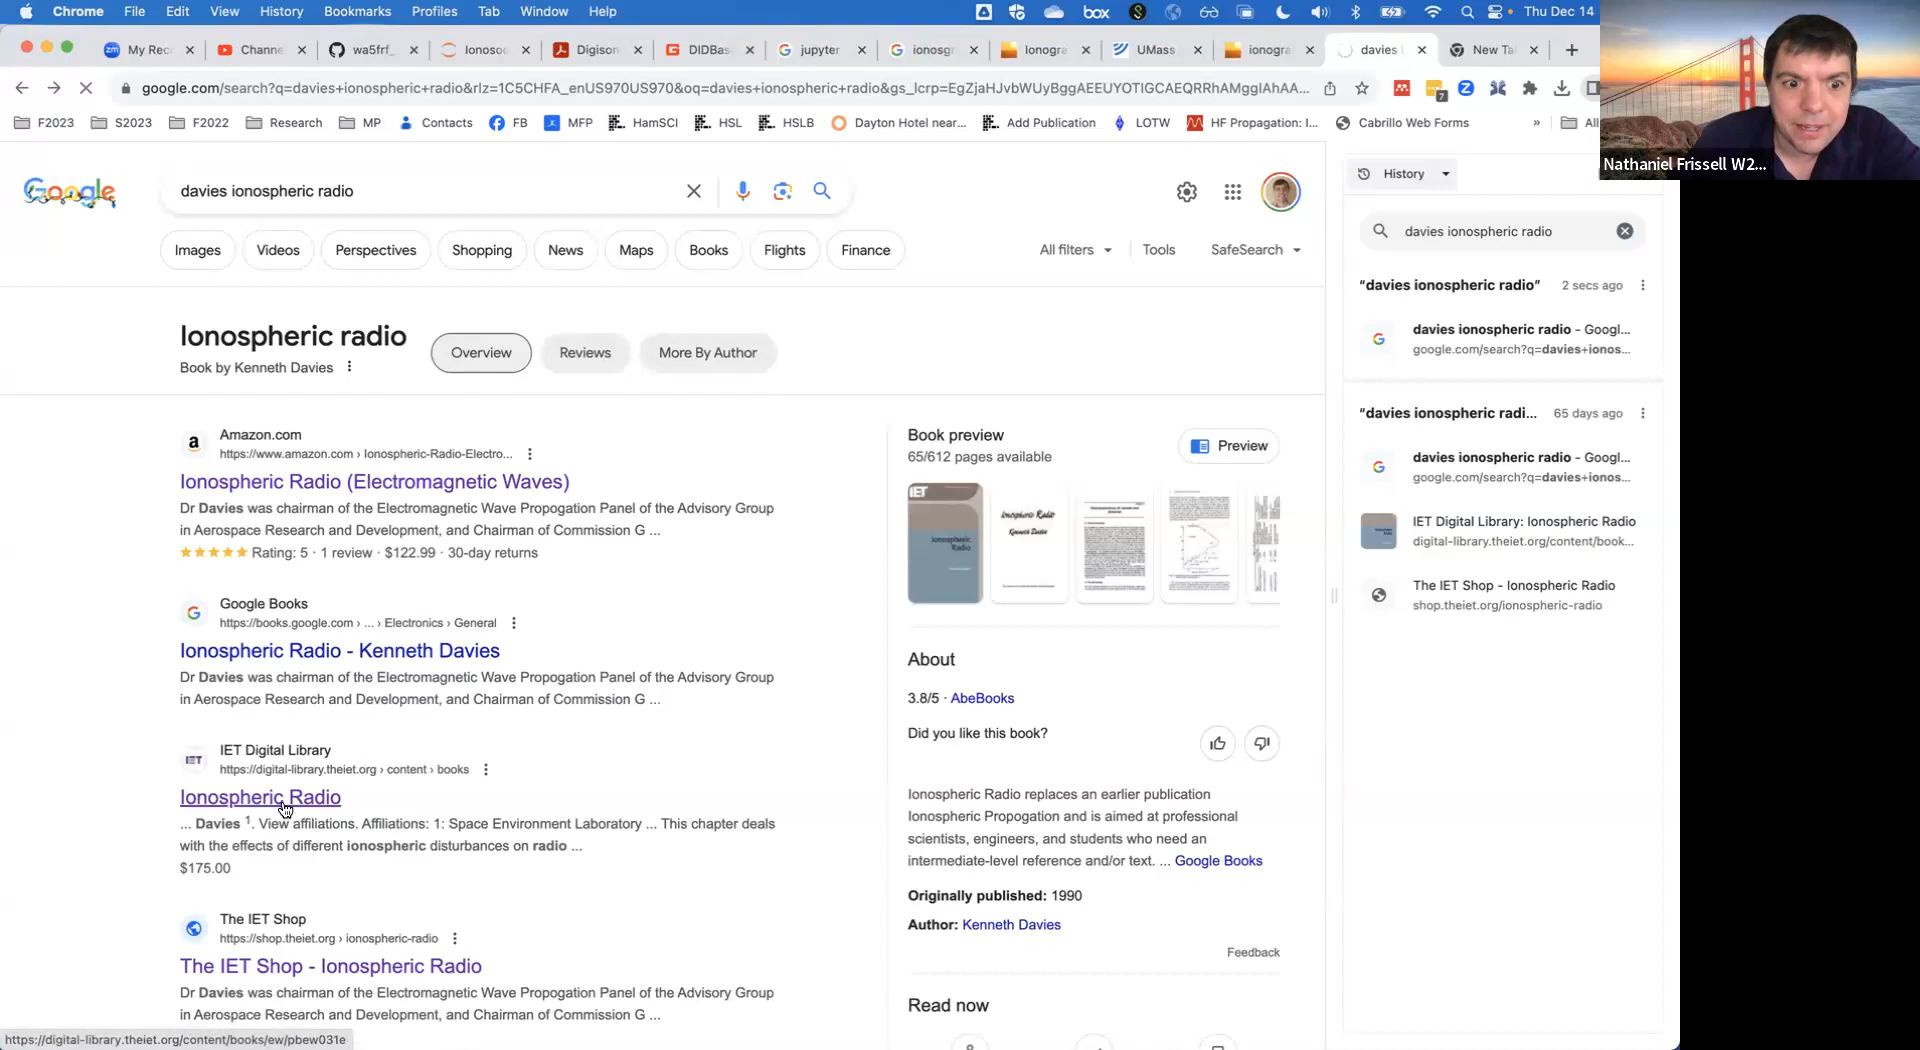 Chrome File Edit View History Bookmarks Profiles Tab Window Help
box
S
Thu Dec 14
My Rec
Channe
wa5frf_
Ionosoc
Digison
DIDBas
jupyter
ionosgr
Ionogra
UMass
ionogra
davies i
New Ta
google.com/search?q=davies+ionospheric+radio&rlz=1C5CHFA_enUS970US970&oq=davies+ionospheric+radio&gs_lcrp=EgZjaHJvbWUyBggAEEUYOTIGCAEQRRhAMggIAhAA...
7
F2023
S2023
F2022
Research
MP
Contacts
FB
MFP
HamSCI
HSL
HSLB
Dayton Hotel near...
Add Publication
LOTW
HF Propagation: I...
Cabrillo Web Forms
»
All
Nathaniel Frissell W2...
Google
davies ionospheric radio
Images
Videos
Perspectives
Shopping
News
Maps
Books
Flights
Finance
All filters
Tools
SafeSearch
Ionospheric radio
Book by Kenneth Davies
Overview
Reviews
More By Author
Amazon.com
https://www.amazon.com › Ionospheric-Radio-Electro...
Ionospheric Radio (Electromagnetic Waves)
Dr Davies was chairman of the Electromagnetic Wave Propogation Panel of the Advisory Group
in Aerospace Research and Development, and Chairman of Commission G ...
Rating: 5 · 1 review · $122.99 · 30-day returns
Google Books
https://books.google.com › ... › Electronics › General
Ionospheric Radio - Kenneth Davies
Dr Davies was chairman of the Electromagnetic Wave Propogation Panel of the Advisory Group
in Aerospace Research and Development, and Chairman of Commission G ...
IET
IET Digital Library
https://digital-library.theiet.org › content › books
Ionospheric Radio
... Davies 1. View affiliations. Affiliations: 1: Space Environment Laboratory ... This chapter deals
with the effects of different ionospheric disturbances on radio ...
$175.00
The IET Shop
https://shop.theiet.org › ionospheric-radio
The IET Shop - Ionospheric Radio
Dr Davies was chairman of the Electromagnetic Wave Propogation Panel of the Advisory Group
in Aerospace Research and Development, and Chairman of Commission G ...
https://digital-library.theiet.org/content/books/ew/pbew031e
Book preview
65/612 pages available
Preview
IET
Ionospheric
Radio
Ionospheric Radio
Kenneth Davies
About
3.8/5 · AbeBooks
Did you like this book?
Ionospheric Radio replaces an earlier publication
Ionospheric Propogation and is aimed at professional
scientists, engineers, and students who need an
intermediate-level reference and/or text. ... Google Books
Originally published: 1990
Author: Kenneth Davies
Feedback
Read now
History
davies ionospheric radio
“davies ionospheric radio” 2 secs ago
davies ionospheric radio - Googl...
google.com/search?q=davies+ionos...
“davies ionospheric radi... 65 days ago
davies ionospheric radio - Googl...
google.com/search?q=davies+ionos...
IET Digital Library: Ionospheric Radio
digital-library.theiet.org/content/book...
The IET Shop - Ionospheric Radio
shop.theiet.org/ionospheric-radio